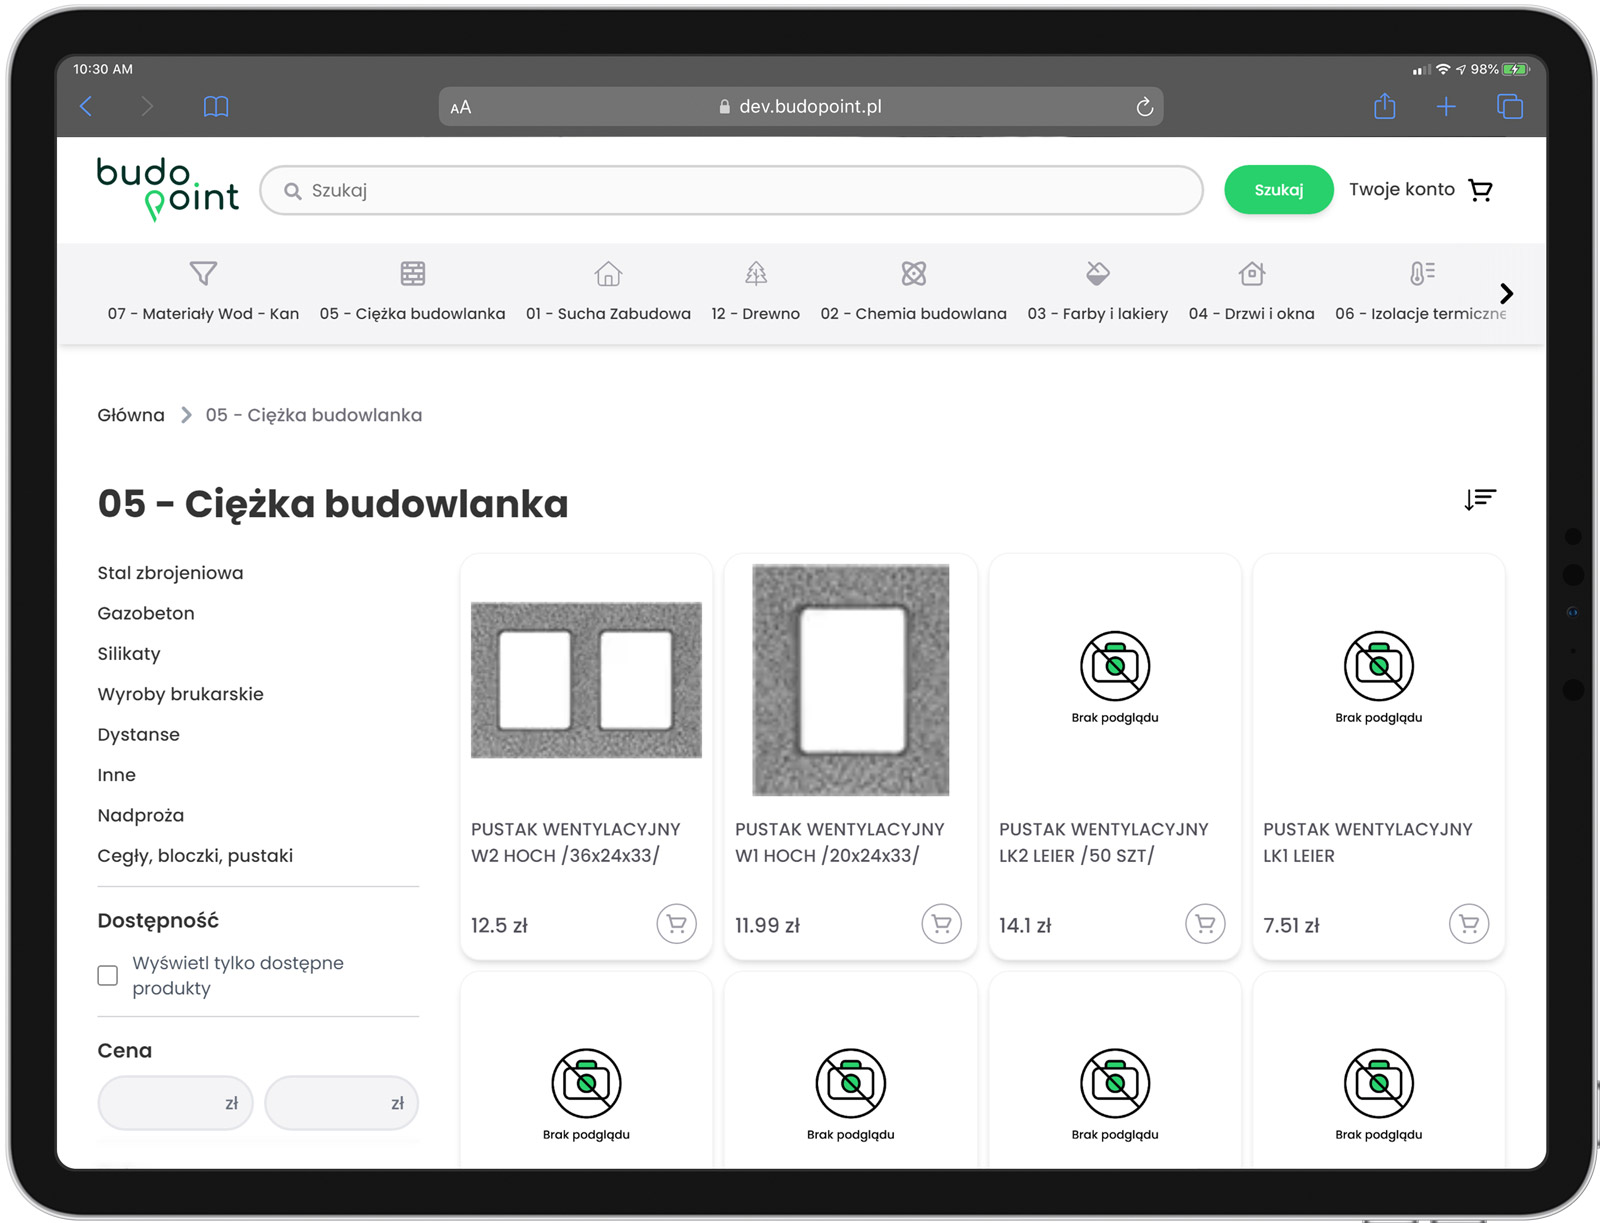 10:30 AM
98%
AA
dev.budopoint.pl
budo
point
Szukaj
Szukaj
Twoje konto
07 - Materiały Wod - Kan
05 - Ciężka budowlanka
01 - Sucha Zabudowa
12 - Drewno
02 - Chemia budowlana
03 - Farby i lakiery
04 - Drzwi i okna
06 - Izolacje termiczne
Główna
05 - Ciężka budowlanka
05 - Ciężka budowlanka
Stal zbrojeniowa
Gazobeton
Silikaty
Wyroby brukarskie
Dystanse
Inne
Nadproża
Cegły, bloczki, pustaki
Dostępność
Wyświetl tylko dostępne
produkty
Cena
zł
zł
PUSTAK WENTYLACYJNY
W2 HOCH /36x24x33/
12.5 zł
PUSTAK WENTYLACYJNY
W1 HOCH /20x24x33/
11.99 zł
Brak podglądu
PUSTAK WENTYLACYJNY
LK2 LEIER /50 SZT/
14.1 zł
Brak podglądu
PUSTAK WENTYLACYJNY
LK1 LEIER
7.51 zł
Brak podglądu
Brak podglądu
Brak podglądu
Brak podglądu